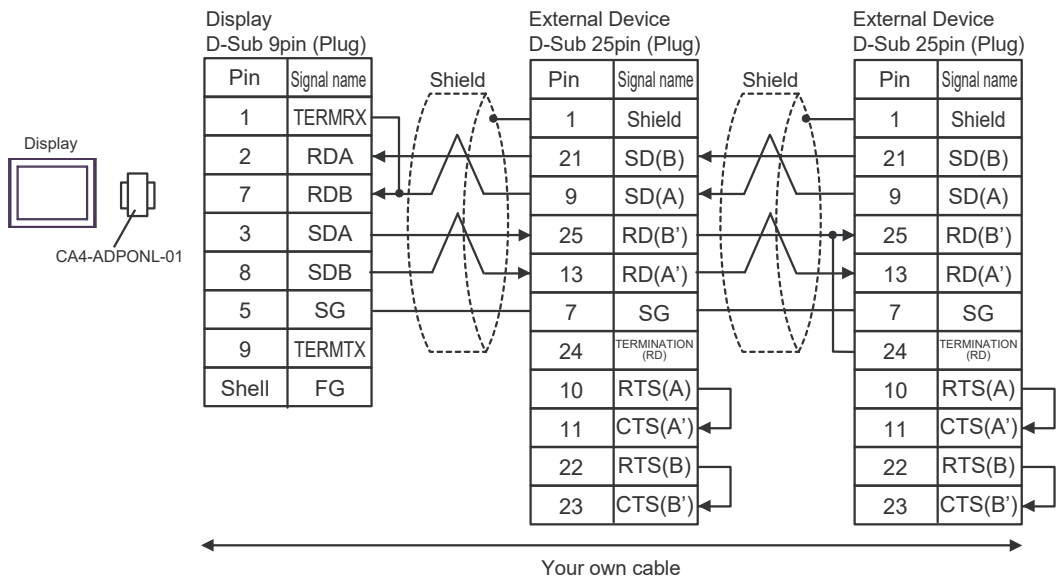 Display
D-Sub 9pin (Plug)
External Device
D-Sub 25pin (Plug)
External Device
D-Sub 25pin (Plug)
Display
CA4-ADPONL-01
Pin Signal name
1 TERMRX
2 RDA
7 RDB
3 SDA
8 SDB
5 SG
9 TERMTX
Shell FG
Shield
Pin Signal name
1 Shield
21 SD(B)
9 SD(A)
25 RD(B')
13 RD(A')
7 SG
24 TERMINATION (RD)
10 RTS(A)
11 CTS(A')
22 RTS(B)
23 CTS(B')
Shield
Pin Signal name
1 Shield
21 SD(B)
9 SD(A)
25 RD(B')
13 RD(A')
7 SG
24 TERMINATION (RD)
10 RTS(A)
11 CTS(A')
22 RTS(B)
23 CTS(B')
Your own cable